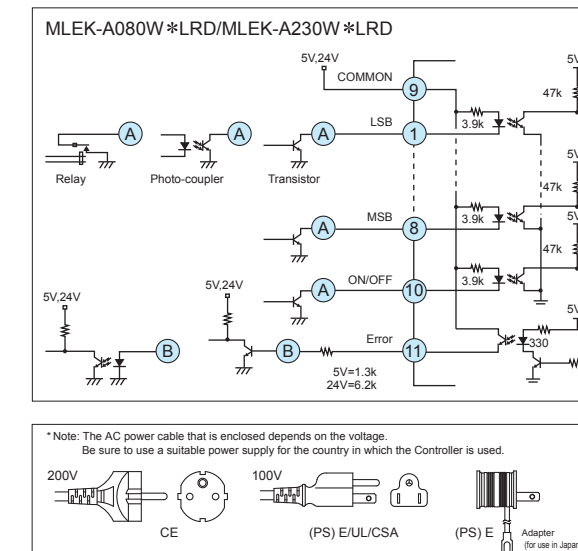 MLEK-A080W＊LRD/MLEK-A230W＊LRD
5V,24V
COMMON
9
5V
47k
3.9k
A
A
A
LSB
1
Relay
Photo-coupler
Transistor
5V
47k
A
MSB
8
3.9k
5V
47k
5V,24V
5V,24V
A
ON/OFF
10
3.9k
5V
B
B
Error
11
330
5V=1.3k
24V=6.2k
* Note: The AC power cable that is enclosed depends on the voltage.
Be sure to use a suitable power supply for the country in which the Controller is used.
200V
100V
CE
(PS) E/UL/CSA
(PS) E
Adapter
(for use in Japan